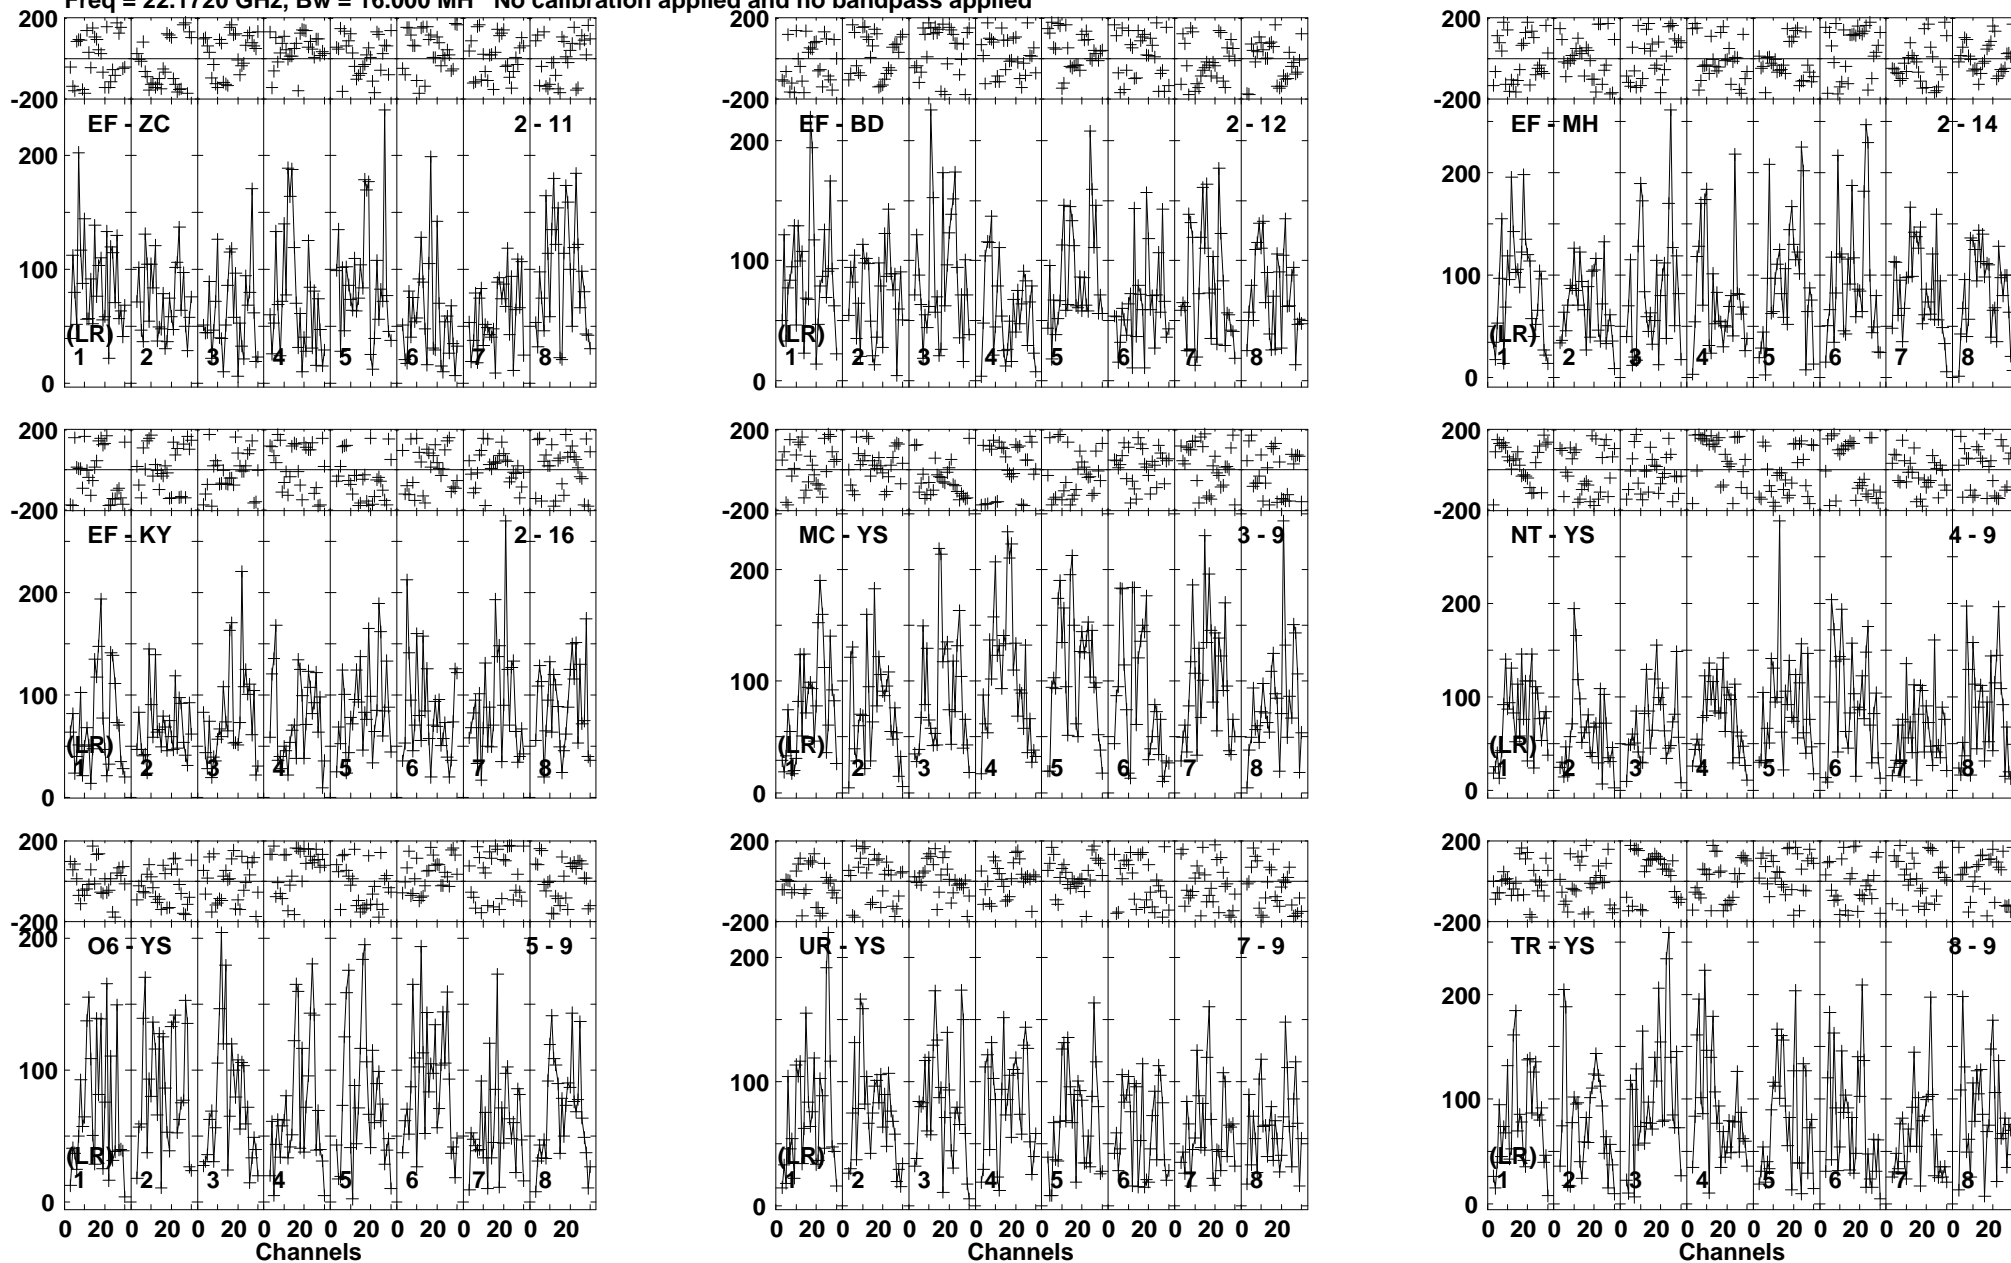 Freq = 22.1720 GHz, Bw = 16.000 MH No calibration applied and no bandpass applied
200 200 200
-200 -200 -200
EF - ZC 2 - 11 EF - BD 2 - 12 EF - MH 2 - 14
200 200 200
100 100 100
(LR) (LR) (LR)
1 2 3 4 5 6 7 8 1 2 3 4 5 6 7 8 1 2 3 4 5 6 7 8
0 0 0
200 200 200
-200 -200 -200
EF - KY 2 - 16 MC - YS 3 - 9 NT - YS 4 - 9
200 200 200
100 100 100
(LR) (LR) (LR)
1 2 3 4 5 6 7 8 1 2 3 4 5 6 7 8 1 2 3 4 5 6 7 8
0 0 0
200 200 200
-200 -200 -200
O6 - YS 5 - 9 UR - YS 7 - 9 TR - YS 8 - 9
200 200 200
100 100 100
(LR) (LR) (LR)
1 2 3 4 5 6 7 8 1 2 3 4 5 6 7 8 1 2 3 4 5 6 7 8
0 0 0
0 20 0 20 0 20 0 20 0 20 0 20 0 20 0 20 0 20 0 20 0 20 0 20 0 20 0 20 0 20 0 20 0 20 0 20 0 20 0 20 0 20 0 20 0 20 0 20
Channels Channels Channels